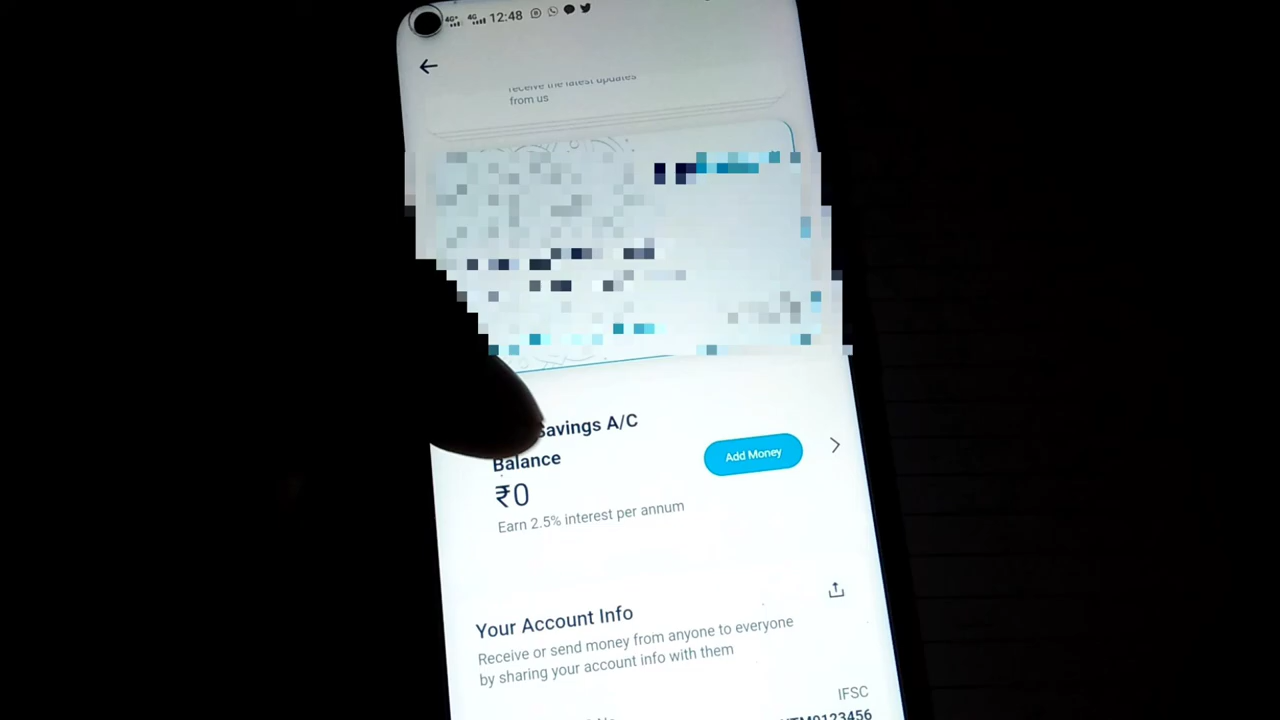 4G+ 4G 12:48
receive the latest updates
from us
Savings A/C
Balance
₹0
Add Money
Earn 2.5% interest per annum
Your Account Info
Receive or send money from anyone to everyone
by sharing your account info with them
IFSC